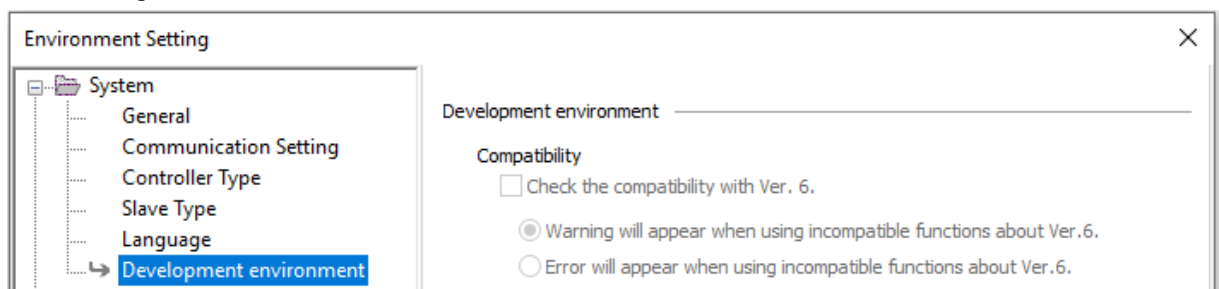 Environment Setting
System
General
Communication Setting
Controller Type
Slave Type
Language
Development environment
Development environment
Compatibility
Check the compatibility with Ver. 6.
Warning will appear when using incompatible functions about Ver.6.
Error will appear when using incompatible functions about Ver.6.